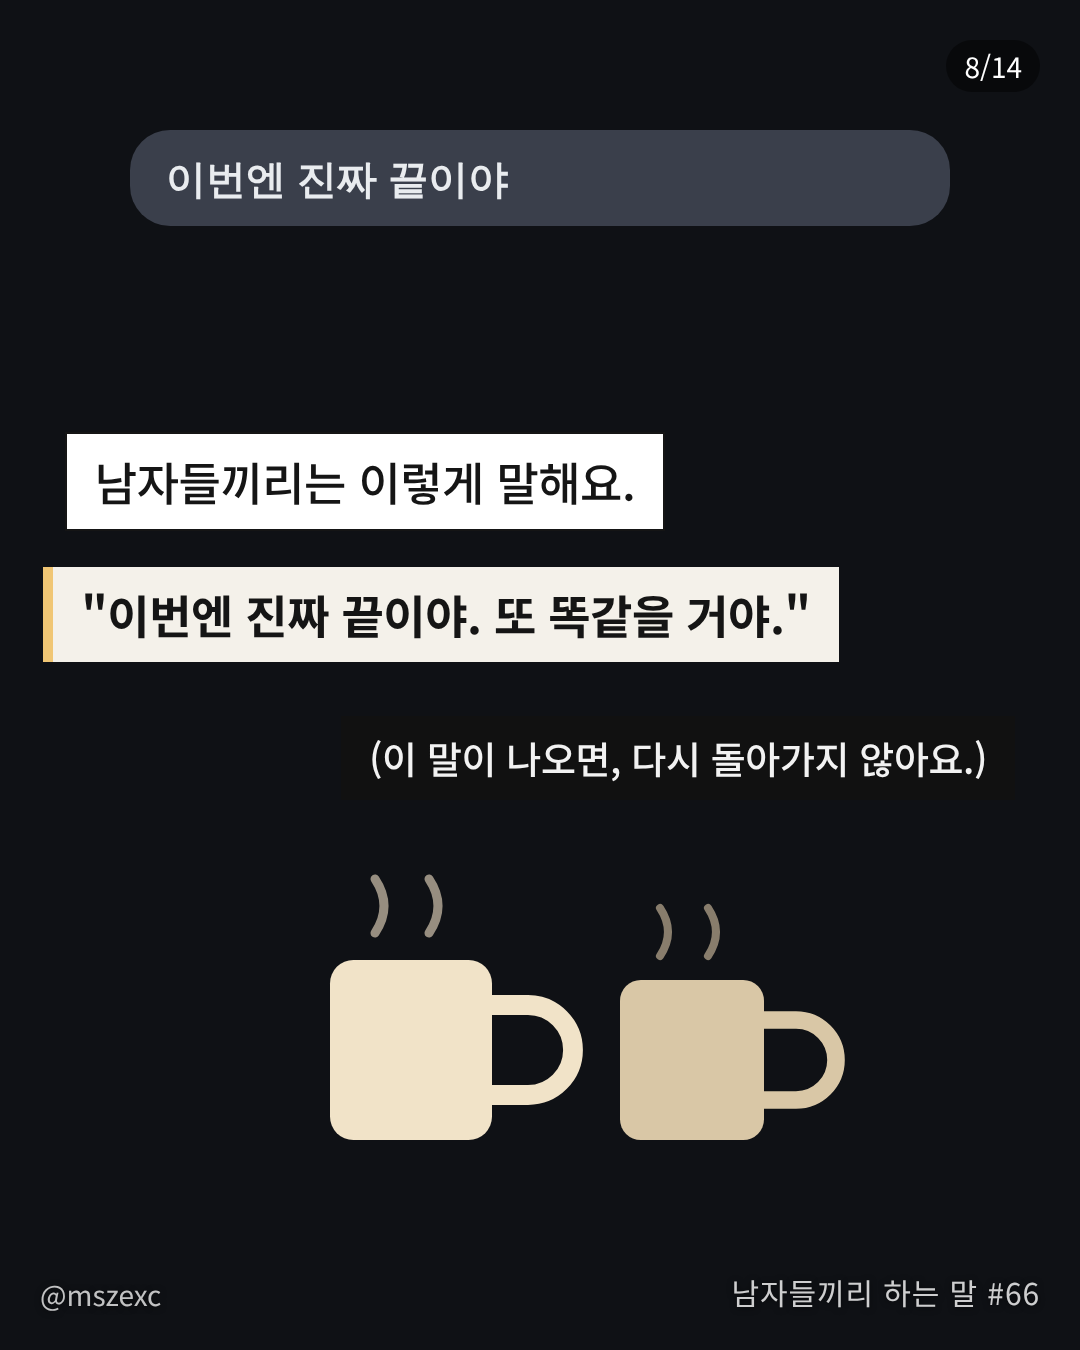 8/14
이번엔 진짜 끝이야
남자들끼리는 이렇게 말해요.
"이번엔 진짜 끝이야. 또 똑같을 거야."
(이 말이 나오면, 다시 돌아가지 않아요.)
@mszexc
남자들끼리 하는 말 #66